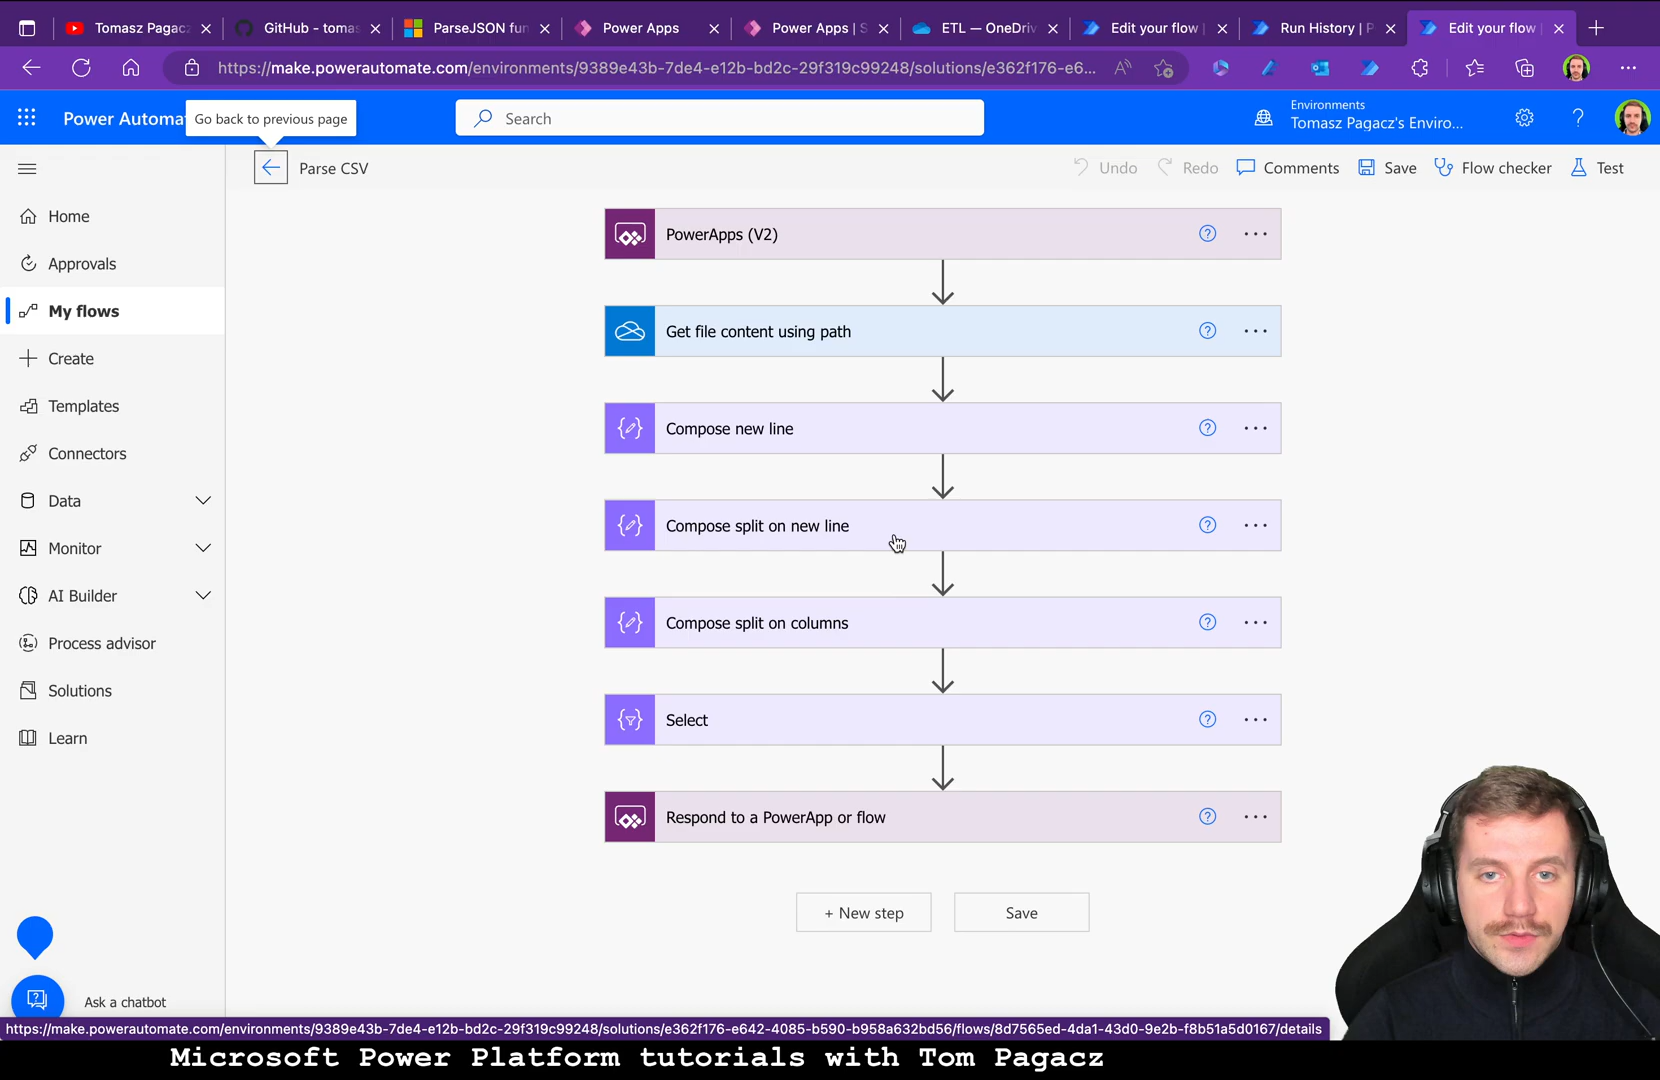 Tomasz Pagac
GitHub - tomas
ParseJSON fun
Power Apps
Power Apps | S
ETL — OneDriv
Edit your flow |
Run History | P
Edit your flow |
https://make.powerautomate.com/environments/9389e43b-7de4-e12b-bd2c-29f319c99248/solutions/e362f176-e6...
Power Automa
Go back to previous page
Search
Environments
Tomasz Pagacz's Enviro...
Parse CSV
Undo
Redo
Comments
Save
Flow checker
Test
Home
Approvals
My flows
Create
Templates
Connectors
Data
Monitor
AI Builder
Process advisor
Solutions
Learn
PowerApps (V2)
Get file content using path
Compose new line
Compose split on new line
Compose split on columns
Select
Respond to a PowerApp or flow
+ New step
Save
Ask a chatbot
https://make.powerautomate.com/environments/9389e43b-7de4-e12b-bd2c-29f319c99248/solutions/e362f176-e642-4085-b590-b958a632bd56/flows/8d7565ed-4da1-43d0-9e2b-f8b51a5d0167/details
Microsoft Power Platform tutorials with Tom Pagacz